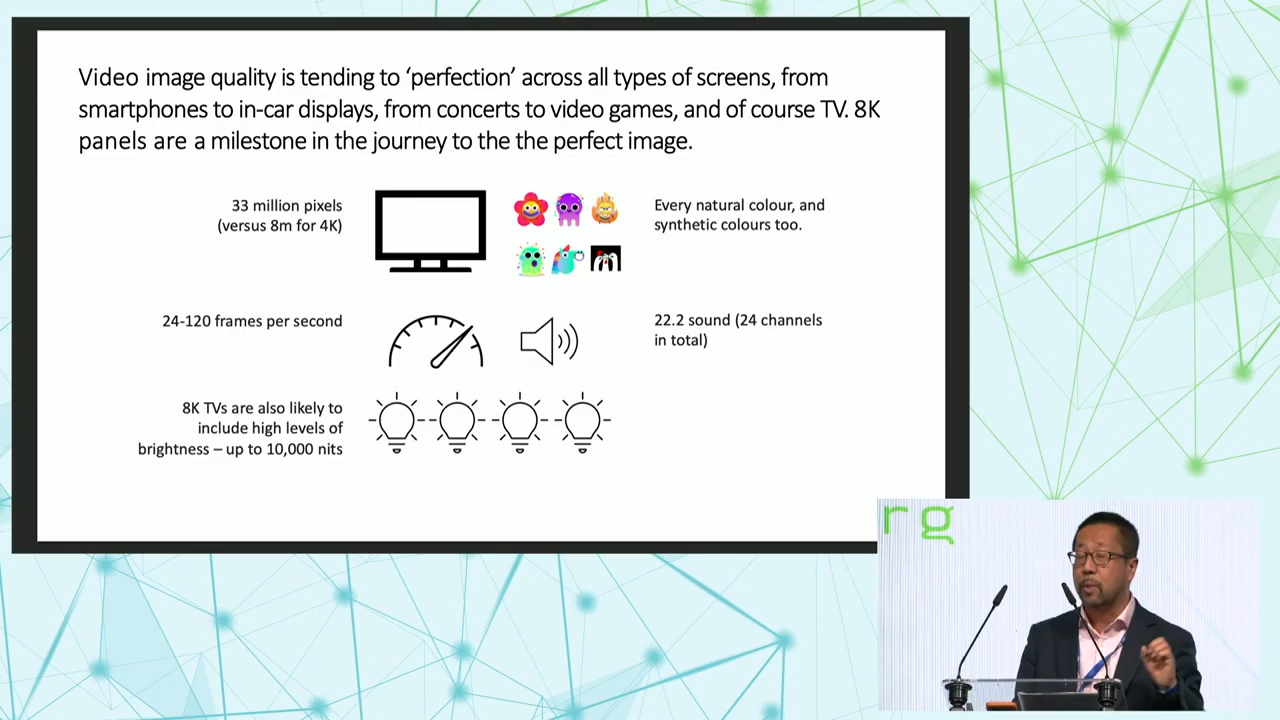 Video image quality is tending to ‘perfection’ across all types of screens, from
smartphones to in-car displays, from concerts to video games, and of course TV. 8K
panels are a milestone in the journey to the the perfect image.
33 million pixels
(versus 8m for 4K)
Every natural colour, and
synthetic colours too.
24-120 frames per second
22.2 sound (24 channels
in total)
8K TVs are also likely to
include high levels of
brightness – up to 10,000 nits
rg